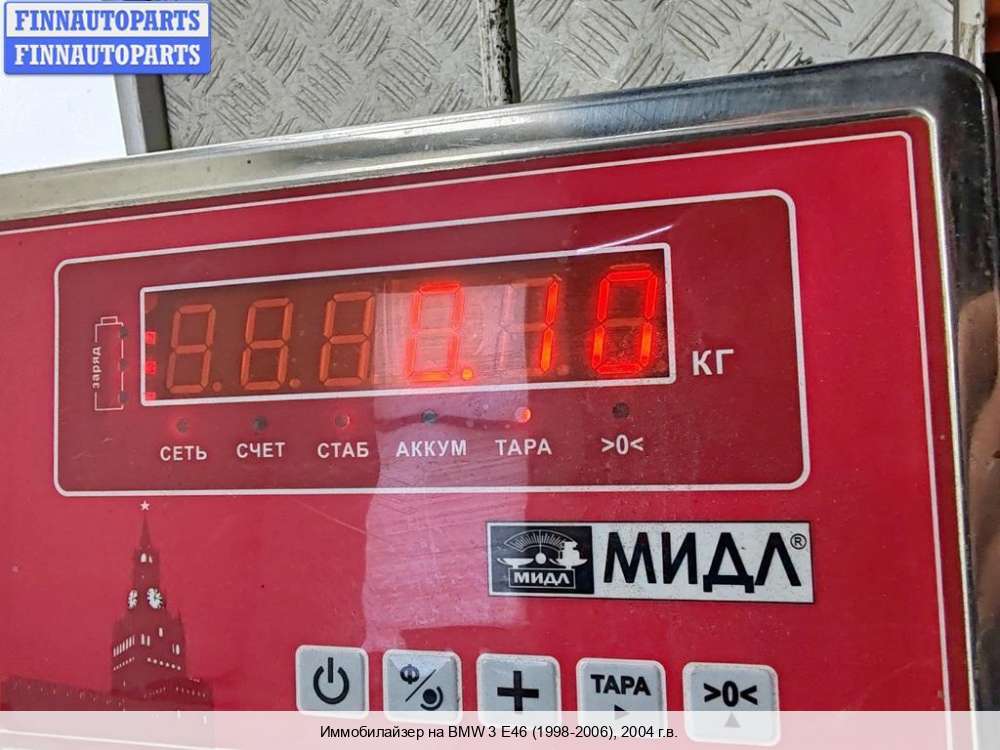 FINNAUTOPARTS
FINNAUTOPARTS
0.10
КГ
заряд
СЕТЬ СЧЕТ СТАБ АККУМ ТАРА >0<
МИДЛ МИДЛ®
Ф + ТАРА >0<
Иммобилайзер на BMW 3 E46 (1998-2006), 2004 г.в.